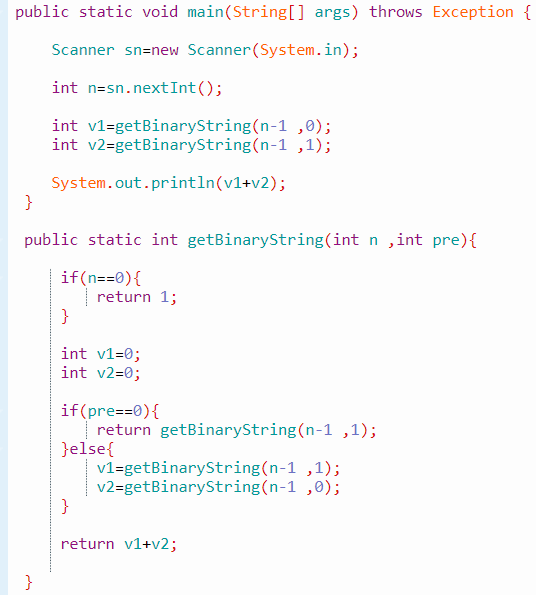 public static void main(String[] args) throws Exception {
Scanner sn=new Scanner(System.in);
int n=sn.nextInt();
int v1=getBinaryString(n-1 ,0);
int v2=getBinaryString(n-1 ,1);
System.out.println(v1+v2);
}
public static int getBinaryString(int n ,int pre){
if(n==0){
return 1;
}
int v1=0;
int v2=0;
if(pre==0){
return getBinaryString(n-1 ,1);
}else{
v1=getBinaryString(n-1 ,1);
v2=getBinaryString(n-1 ,0);
}
return v1+v2;
}